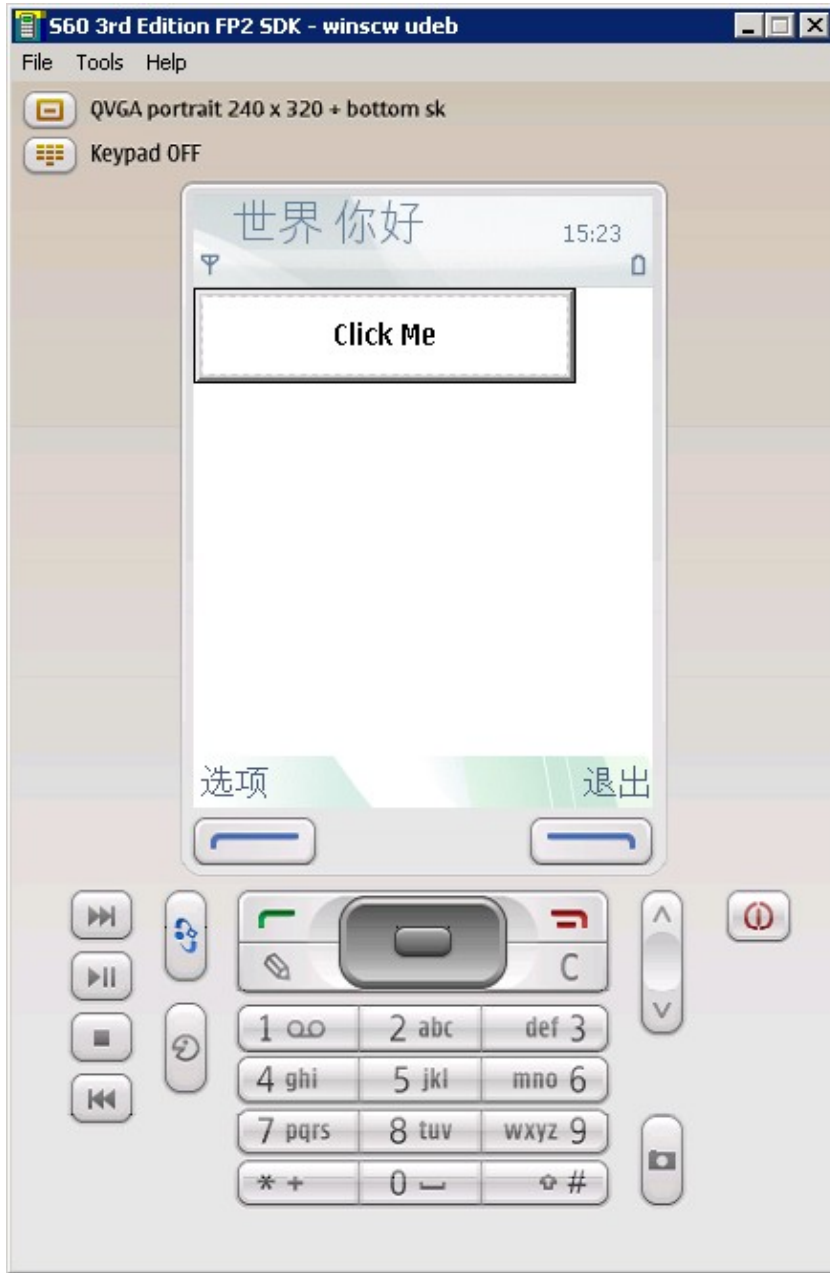 S60 3rd Edition FP2 SDK - winscw udeb
File Tools Help
QVGA portrait 240 x 320 + bottom sk
Keypad OFF
世界 你好
15:23
Click Me
选项 退出
C
1 2 abc def 3
4 ghi 5 jkl mno 6
7 pqrs 8 tuv wxyz 9
* + 0 #